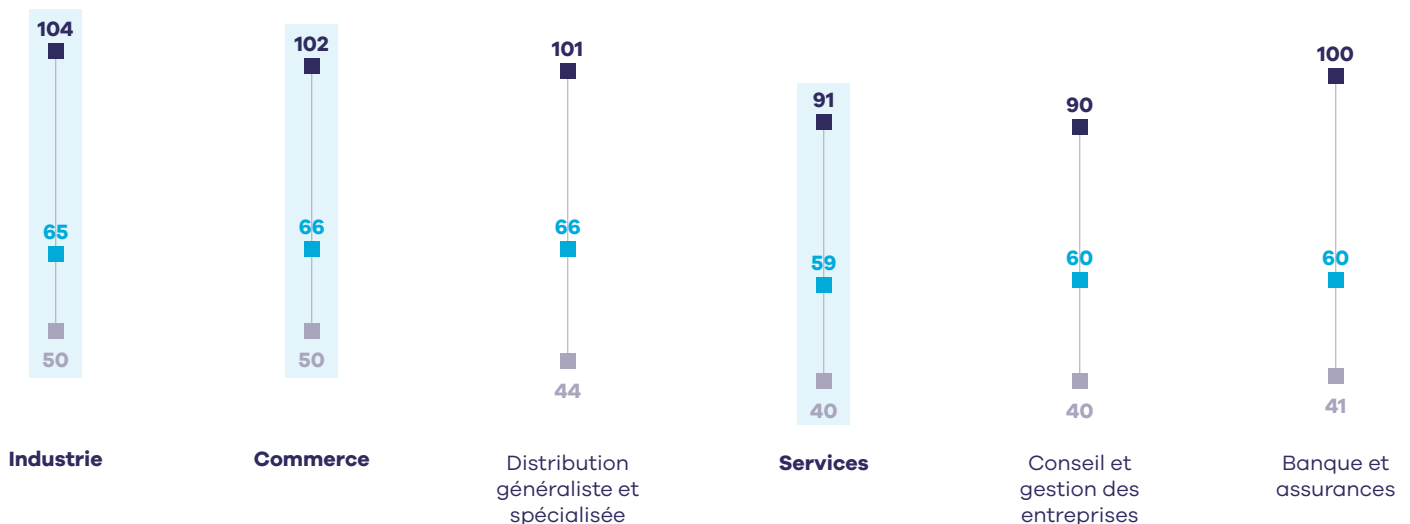 104
65
50
Industrie
102
66
50
Commerce
101
66
44
Distribution
généraliste et
spécialisée
91
59
40
Services
90
60
40
Conseil et
gestion des
entreprises
100
60
41
Banque et
assurances